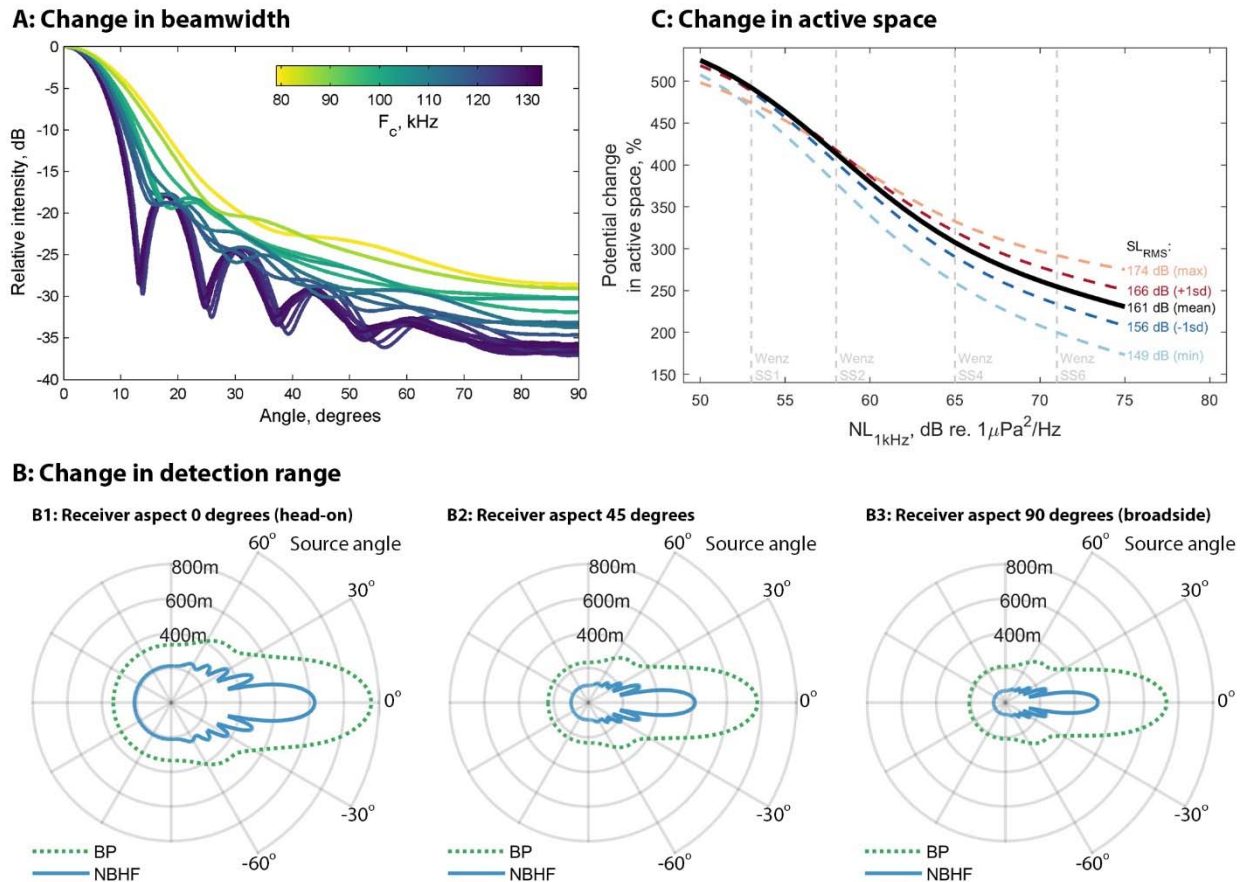 A: Change in beamwidth
0
-5
-10
-15
-20
-25
-30
-35
-40
Relative intensity, dB
80 90 100 110 120 130
F_c, kHz
0 10 20 30 40 50 60 70 80 90
Angle, degrees
C: Change in active space
500
450
400
350
300
250
200
150
Potential change
in active space, %
SL_RMS:
174 dB (max)
166 dB (+1sd)
161 dB (mean)
156 dB (-1sd)
149 dB (min)
Wenz
SS1
Wenz
SS2
Wenz
SS4
Wenz
SS6
50 55 60 65 70 75 80
NL_1kHz, dB re. 1μPa²/Hz
B: Change in detection range
B1: Receiver aspect 0 degrees (head-on)
60° Source angle
800m
600m
400m
30°
0°
-30°
-60°
BP
NBHF
B2: Receiver aspect 45 degrees
60° Source angle
800m
600m
400m
30°
0°
-30°
-60°
BP
NBHF
B3: Receiver aspect 90 degrees (broadside)
60° Source angle
800m
600m
400m
30°
0°
-30°
-60°
BP
NBHF